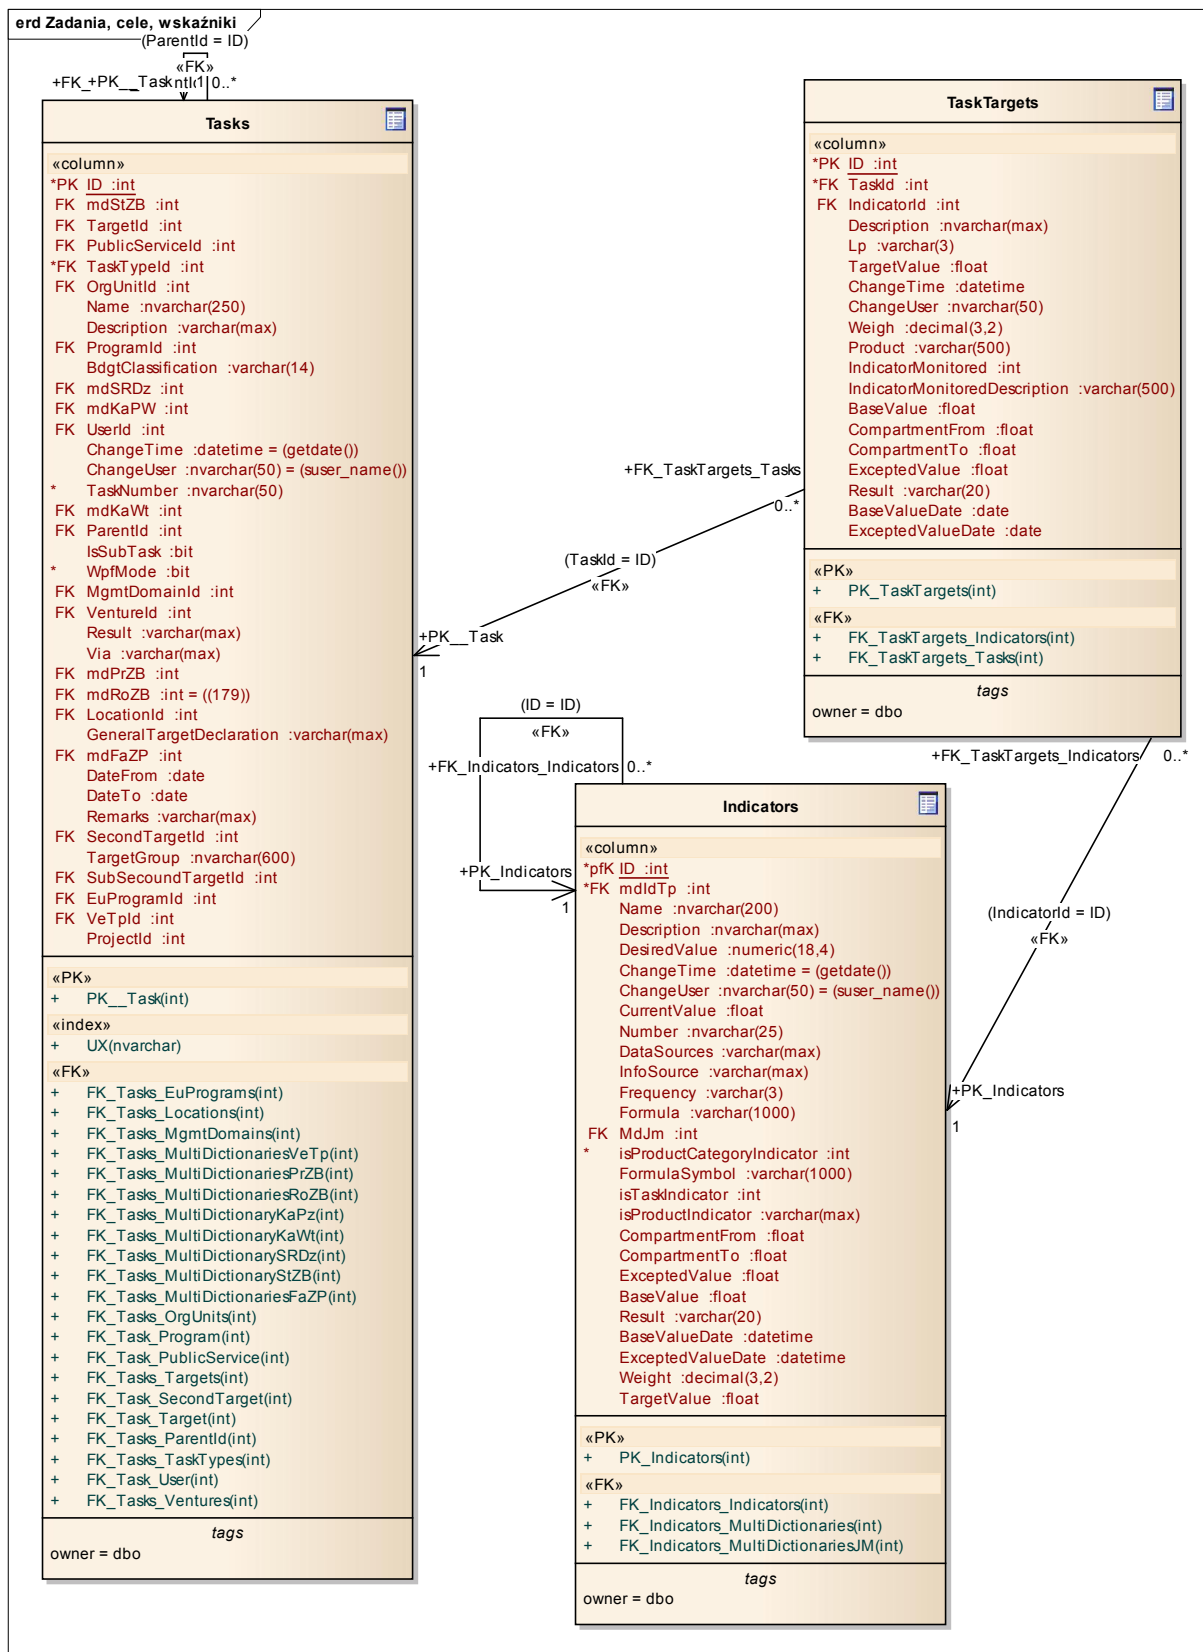 erd Zadania, cele, wskaźniki
(ParentId = ID)
«FK»
+FK_
+PK__Task
ntId
1
0..*
Tasks
«column»
*PK ID :int
FK mdStZB :int
FK TargetId :int
FK PublicServiceId :int
*FK TaskTypeId :int
FK OrgUnitId :int
Name :nvarchar(250)
Description :varchar(max)
FK ProgramId :int
BdgtClassification :varchar(14)
FK mdSRDz :int
FK mdKaPW :int
FK UserId :int
ChangeTime :datetime = (getdate())
ChangeUser :nvarchar(50) = (suser_name())
* TaskNumber :nvarchar(50)
FK mdKaWt :int
FK ParentId :int
IsSubTask :bit
* WpfMode :bit
FK MgmtDomainId :int
FK VentureId :int
Result :varchar(max)
Via :varchar(max)
FK mdPrZB :int
FK mdRoZB :int = ((179))
FK LocationId :int
GeneralTargetDeclaration :varchar(max)
FK mdFaZP :int
DateFrom :date
DateTo :date
Remarks :varchar(max)
FK SecondTargetId :int
TargetGroup :nvarchar(600)
FK SubSecoundTargetId :int
FK EuProgramId :int
FK VeTpId :int
ProjectId :int
«PK»
+ PK__Task(int)
«index»
+ UX(nvarchar)
«FK»
+ FK_Tasks_EuPrograms(int)
+ FK_Tasks_Locations(int)
+ FK_Tasks_MgmtDomains(int)
+ FK_Tasks_MultiDictionariesVeTp(int)
+ FK_Tasks_MultiDictionariesPrZB(int)
+ FK_Tasks_MultiDictionariesRoZB(int)
+ FK_Tasks_MultiDictionaryKaPz(int)
+ FK_Tasks_MultiDictionaryKaWt(int)
+ FK_Tasks_MultiDictionarySRDz(int)
+ FK_Tasks_MultiDictionaryStZB(int)
+ FK_Tasks_MultiDictionariesFaZP(int)
+ FK_Tasks_OrgUnits(int)
+ FK_Task_Program(int)
+ FK_Task_PublicService(int)
+ FK_Tasks_Targets(int)
+ FK_Task_SecondTarget(int)
+ FK_Task_Target(int)
+ FK_Tasks_ParentId(int)
+ FK_Tasks_TaskTypes(int)
+ FK_Task_User(int)
+ FK_Tasks_Ventures(int)
tags
owner = dbo
TaskTargets
«column»
*PK ID :int
*FK TaskId :int
FK IndicatorId :int
Description :nvarchar(max)
Lp :varchar(3)
TargetValue :float
ChangeTime :datetime
ChangeUser :nvarchar(50)
Weigh :decimal(3,2)
Product :varchar(500)
IndicatorMonitored :int
IndicatorMonitoredDescription :varchar(500)
BaseValue :float
CompartmentFrom :float
CompartmentTo :float
ExceptedValue :float
Result :varchar(20)
BaseValueDate :date
ExceptedValueDate :date
«PK»
+ PK_TaskTargets(int)
«FK»
+ FK_TaskTargets_Indicators(int)
+ FK_TaskTargets_Tasks(int)
tags
owner = dbo
+FK_TaskTargets_Tasks
0..*
(TaskId = ID)
«FK»
+PK__Task
1
(ID = ID)
«FK»
+FK_Indicators_Indicators 0..*
+PK_Indicators
1
+FK_TaskTargets_Indicators 0..*
(IndicatorId = ID)
«FK»
+PK_Indicators
1
Indicators
«column»
*pfK ID :int
*FK mdIdTp :int
Name :nvarchar(200)
Description :nvarchar(max)
DesiredValue :numeric(18,4)
ChangeTime :datetime = (getdate())
ChangeUser :nvarchar(50) = (suser_name())
CurrentValue :float
Number :nvarchar(25)
DataSources :varchar(max)
InfoSource :varchar(max)
Frequency :varchar(3)
Formula :varchar(1000)
FK MdJm :int
* isProductCategoryIndicator :int
FormulaSymbol :varchar(1000)
isTaskIndicator :int
isProductIndicator :varchar(max)
CompartmentFrom :float
CompartmentTo :float
ExceptedValue :float
BaseValue :float
Result :varchar(20)
BaseValueDate :datetime
ExceptedValueDate :datetime
Weight :decimal(3,2)
TargetValue :float
«PK»
+ PK_Indicators(int)
«FK»
+ FK_Indicators_Indicators(int)
+ FK_Indicators_MultiDictionaries(int)
+ FK_Indicators_MultiDictionariesJM(int)
tags
owner = dbo